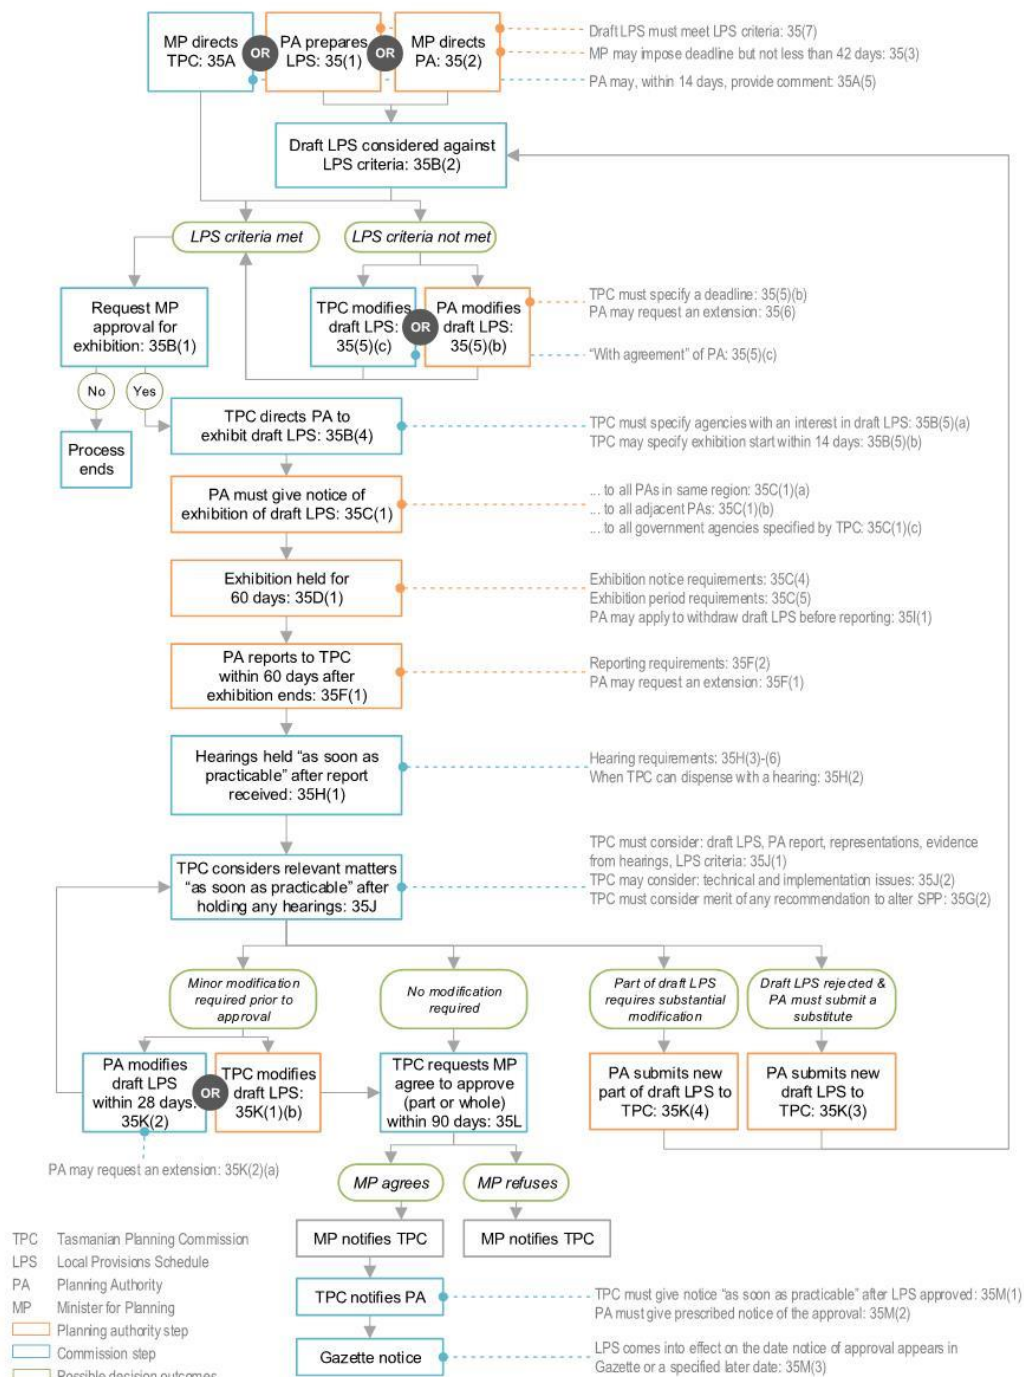 MP directs
TPC: 35A
OR
PA prepares
LPS: 35(1)
OR
MP directs
PA: 35(2)
Draft LPS must meet LPS criteria: 35(7)
MP may impose deadline but not less than 42 days: 35(3)
PA may, within 14 days, provide comment: 35A(5)
Draft LPS considered against
LPS criteria: 35B(2)
LPS criteria met
LPS criteria not met
Request MP
approval for
exhibition: 35B(1)
TPC modifies
draft LPS:
35(5)(c)
OR
PA modifies
draft LPS:
35(5)(b)
TPC must specify a deadline: 35(5)(b)
PA may request an extension: 35(6)
"With agreement" of PA: 35(5)(c)
No
Yes
Process
ends
TPC directs PA to
exhibit draft LPS: 35B(4)
TPC must specify agencies with an interest in draft LPS: 35B(5)(a)
TPC may specify exhibition start within 14 days: 35B(5)(b)
PA must give notice of
exhibition of draft LPS: 35C(1)
... to all PAs in same region: 35C(1)(a)
... to all adjacent PAs: 35C(1)(b)
... to all government agencies specified by TPC: 35C(1)(c)
Exhibition held for
60 days: 35D(1)
Exhibition notice requirements: 35C(4)
Exhibition period requirements: 35C(5)
PA may apply to withdraw draft LPS before reporting: 35I(1)
PA reports to TPC
within 60 days after
exhibition ends: 35F(1)
Reporting requirements: 35F(2)
PA may request an extension: 35F(1)
Hearings held "as soon as
practicable" after report
received: 35H(1)
Hearing requirements: 35H(3)-(6)
When TPC can dispense with a hearing: 35H(2)
TPC considers relevant matters
"as soon as practicable" after
holding any hearings: 35J
TPC must consider: draft LPS, PA report, representations, evidence
from hearings, LPS criteria: 35J(1)
TPC may consider: technical and implementation issues: 35J(2)
TPC must consider merit of any recommendation to alter SPP: 35G(2)
Minor modification
required prior to
approval
No modification
required
Part of draft LPS
requires substantial
modification
Draft LPS rejected &
PA must submit a
substitute
PA modifies
draft LPS
within 28 days:
35K(2)
OR
TPC modifies
draft LPS:
35K(1)(b)
TPC requests MP
agree to approve
(part or whole)
within 90 days: 35L
PA submits new
part of draft LPS to
TPC: 35K(4)
PA submits new
draft LPS to
TPC: 35K(3)
PA may request an extension: 35K(2)(a)
MP agrees
MP refuses
MP notifies TPC
MP notifies TPC
TPC notifies PA
TPC must give notice "as soon as practicable" after LPS approved: 35M(1)
PA must give prescribed notice of the approval: 35M(2)
Gazette notice
LPS comes into effect on the date notice of approval appears in
Gazette or a specified later date: 35M(3)
TPC Tasmanian Planning Commission
LPS Local Provisions Schedule
PA Planning Authority
MP Minister for Planning
Planning authority step
Commission step
Possible decision outcomes